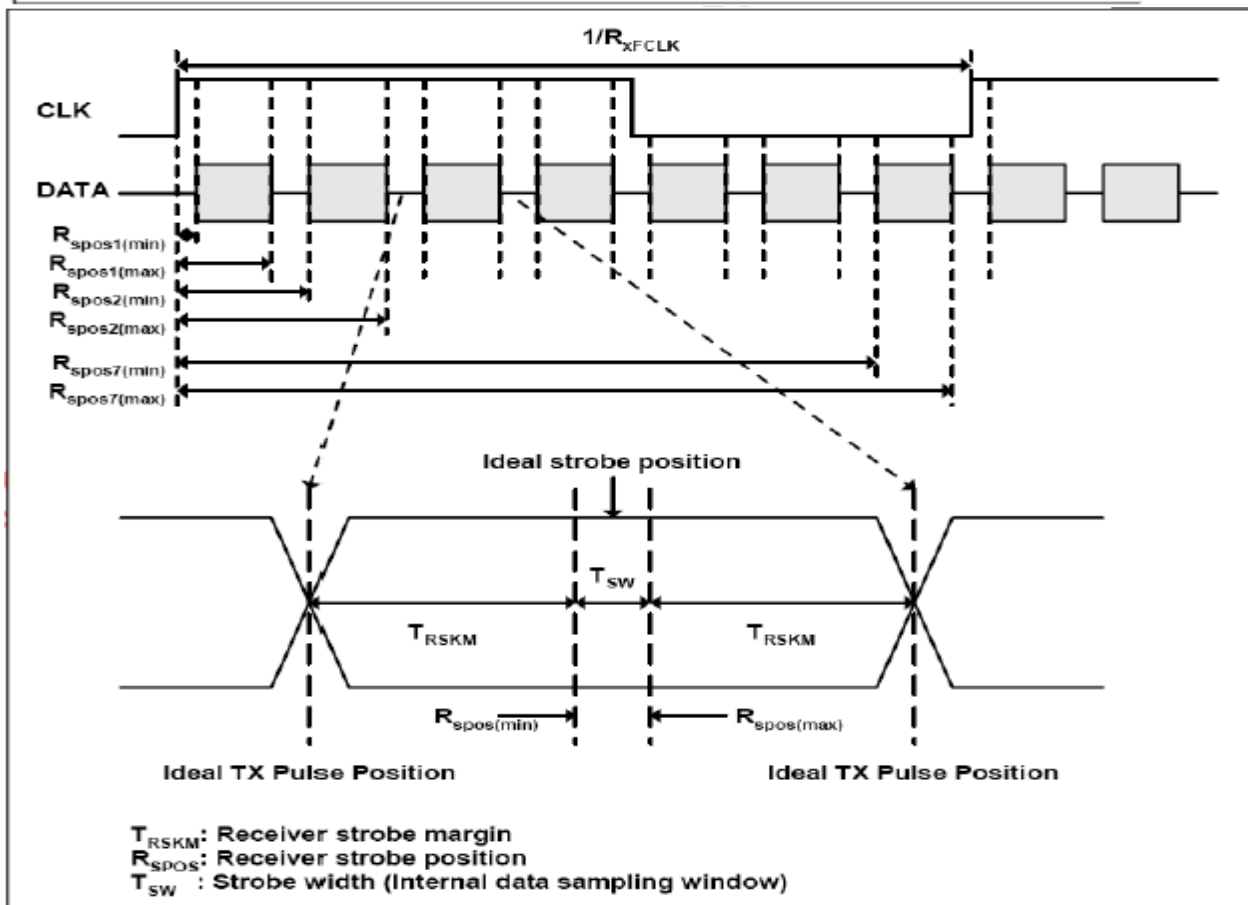 1/RxFCLK
CLK
DATA
Rspos1(min)
Rspos1(max)
Rspos2(min)
Rspos2(max)
Rspos7(min)
Rspos7(max)
Ideal strobe position
TSW
TRSKM
TRSKM
Rspos(min)
Rspos(max)
Ideal TX Pulse Position
Ideal TX Pulse Position
TRSKM: Receiver strobe margin
RSPOS: Receiver strobe position
TSW : Strobe width (Internal data sampling window)